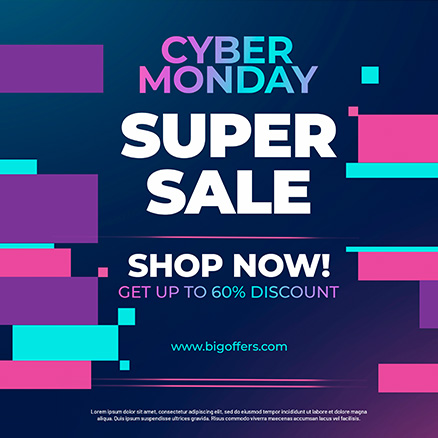 CYBER
MONDAY
SUPER
SALE
SHOP NOW!
GET UP TO 60% DISCOUNT
www.bigoffers.com
Lorem ipsum dolor sit amet, consectetur adipiscing elit, sed do eiusmod tempor incididunt ut labore et dolore magna
aliqua. Quis ipsum suspendisse ultrices gravida. Risus commodo viverra maecenas accumsan lacus vel facilisis.